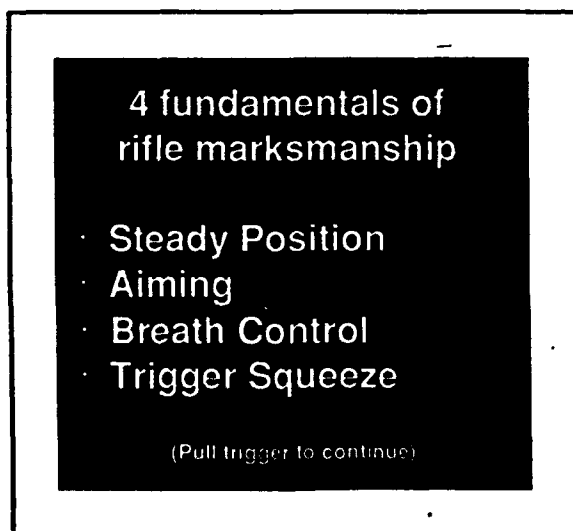 4 fundamentals of
rifle marksmanship
· Steady Position
· Aiming
· Breath Control
· Trigger Squeeze
(Pull trigger to continue)